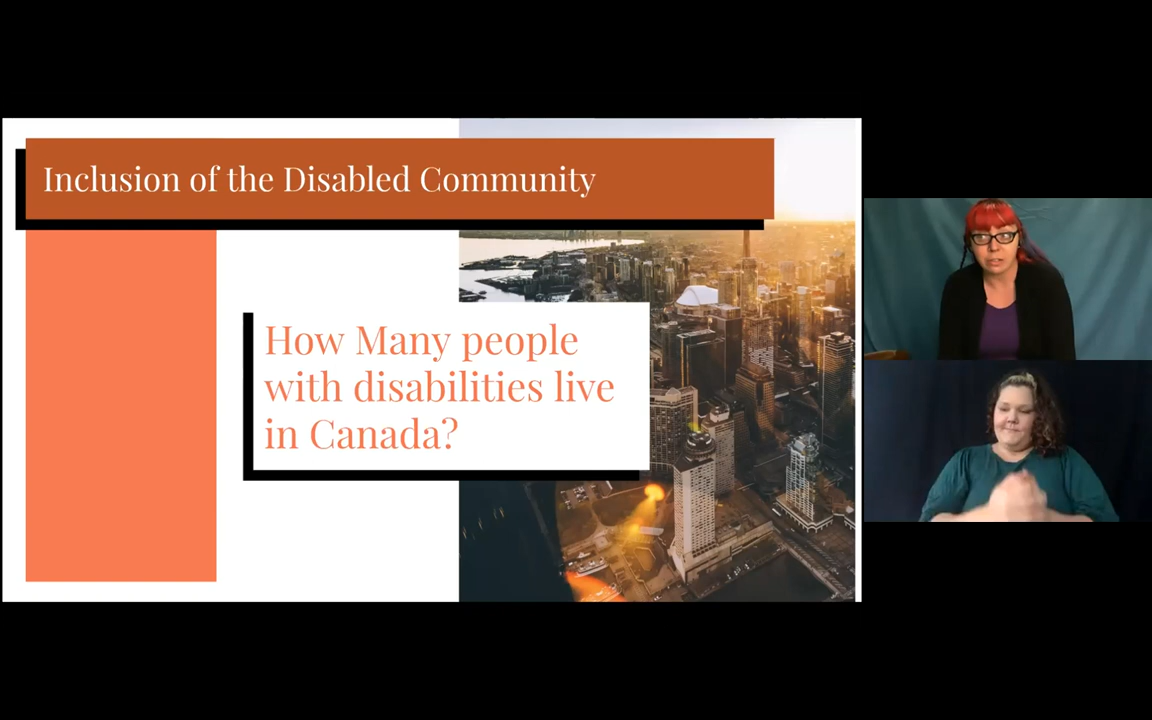 Inclusion of the Disabled Community
How Many people
with disabilities live
in Canada?